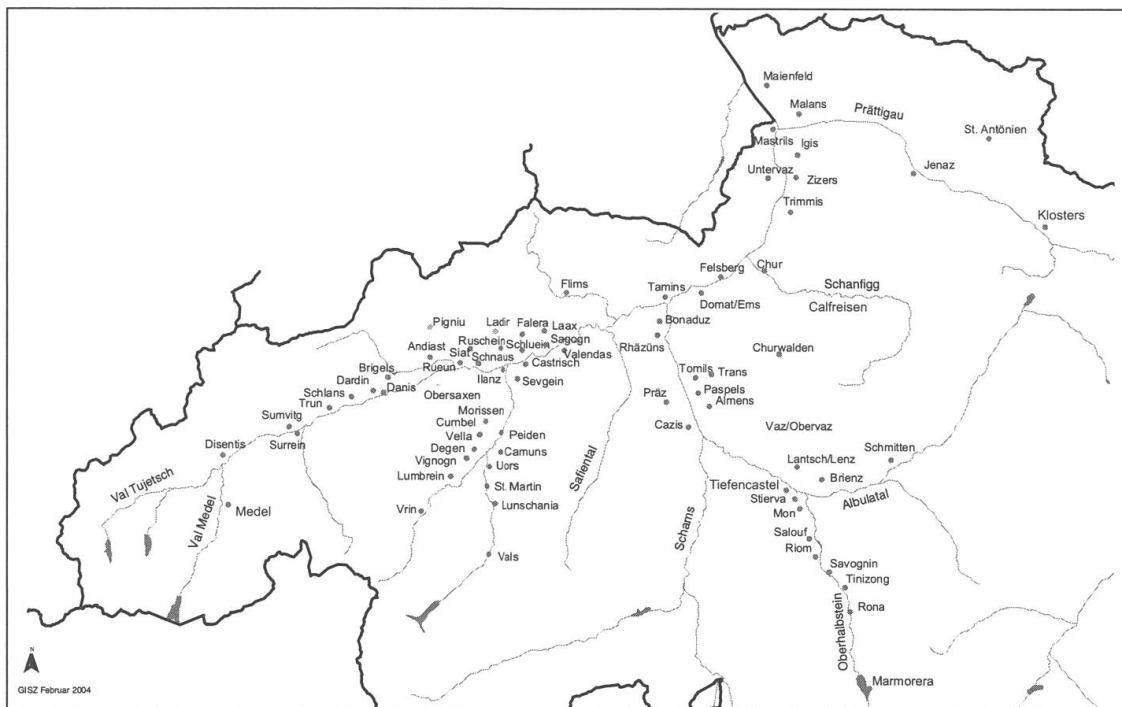 Maienfeld
Malans
Prättigau
St. Antönien
Mastrils
Igis
Jenaz
Untervaz
Zizers
Trimmis
Klosters
Felsberg
Chur
Flims
Tamins
Domat/Ems
Schanfigg
Calfreisen
Pigniu
Ladir
Falera
Laax
Bonaduz
Ruschein
Schluein
Sagogn
Rhäzüns
Andiast
Siat
Schnaus
Valendas
Churwalden
Rueun
Castrisch
Brigels
Ilanz
Sevgein
Tomils
Trans
Dardin
Danis
Schlans
Obersaxen
Präz
Paspels
Almens
Trun
Morissen
Sumvitg
Cumbel
Cazis
Vaz/Obervaz
Surrein
Vella
Peiden
Disentis
Degen
Camuns
Schmitten
Vignogn
Uors
Lantsch/Lenz
Lumbrein
Safiental
Brienz
Val Tujetsch
St. Martin
Tiefencastel
Albulatal
Stierva
Medel
Vrin
Lunschania
Mon
Val Medel
Schams
Salouf
Vals
Riom
Savognin
Tinizong
Rona
Oberhalbstein
Marmorera
N
GISZ Februar 2004